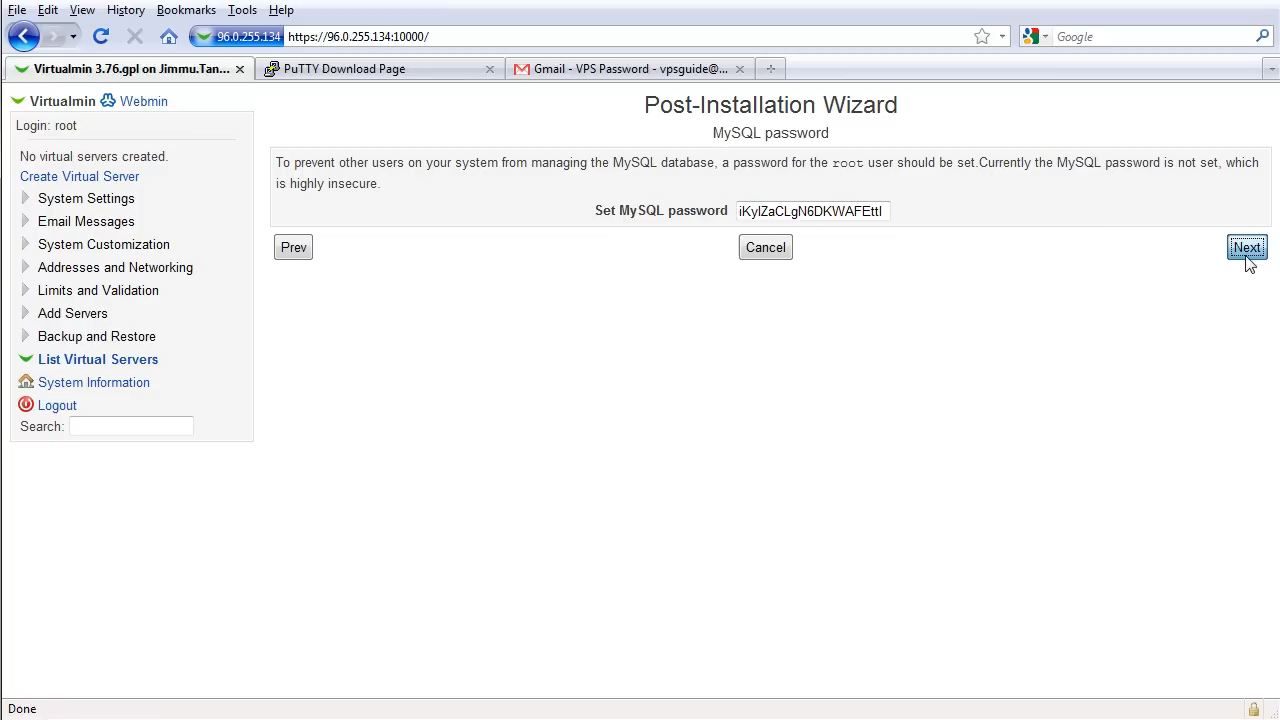 File Edit View History Bookmarks Tools Help
96.0.255.134 https://96.0.255.134:10000/ Google
Virtualmin 3.76.gpl on Jimmu.Tan... PuTTY Download Page Gmail - VPS Password - vpsguide@...
Virtualmin Webmin
Login: root
No virtual servers created.
Create Virtual Server
System Settings
Email Messages
System Customization
Addresses and Networking
Limits and Validation
Add Servers
Backup and Restore
List Virtual Servers
System Information
Logout
Search:
Post-Installation Wizard
MySQL password
To prevent other users on your system from managing the MySQL database, a password for the root user should be set.Currently the MySQL password is not set, which
is highly insecure.
Set MySQL password
Prev Cancel Next
Done